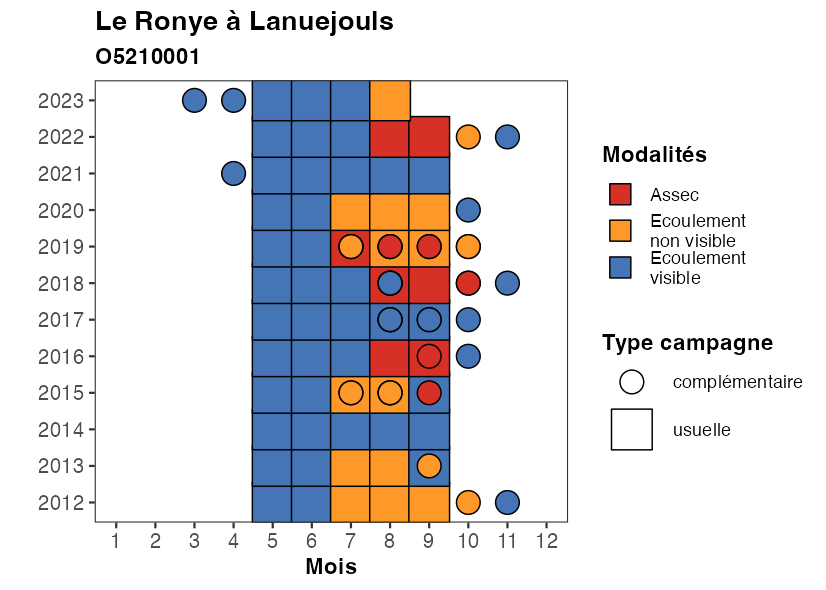 Le Ronye à Lanuejouls
O5210001
2023
2022
2021
2020
2019
2018
2017
2016
2015
2014
2013
2012
1 2 3 4 5 6 7 8 9 10 11 12
Mois
Modalités
Assec
Ecoulement
non visible
Ecoulement
visible
Type campagne
complémentaire
usuelle